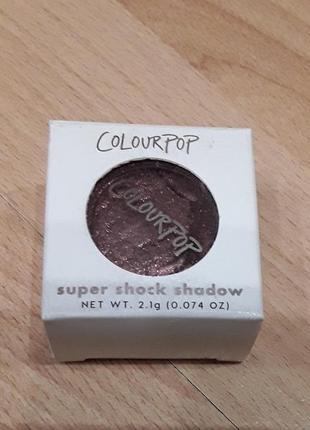 COLOURPOP
COLOURPOP
super shock shadow
NET WT. 2.1g (0.074 OZ)